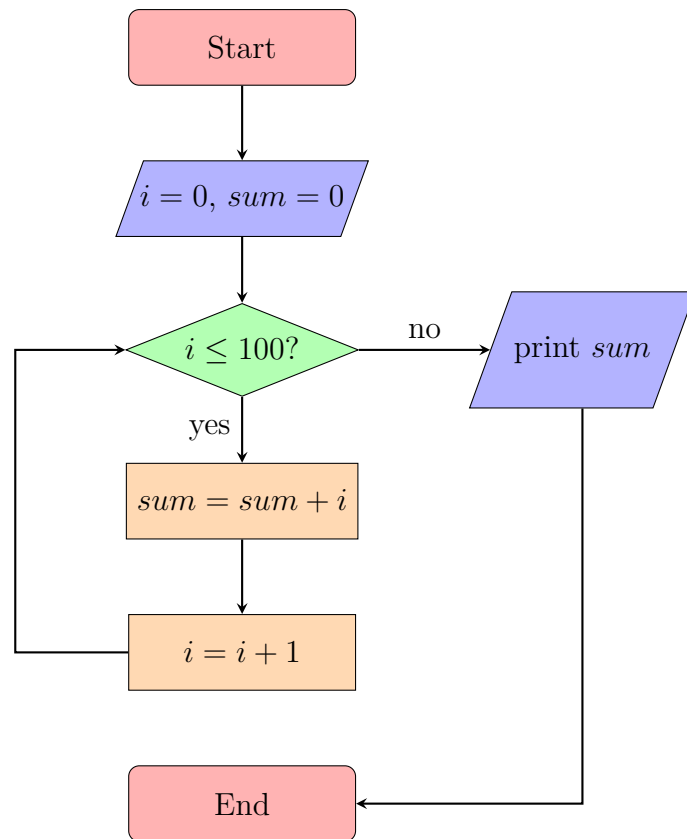 Start
i = 0, sum = 0
i ≤ 100?
no
print sum
yes
sum = sum + i
i = i + 1
End